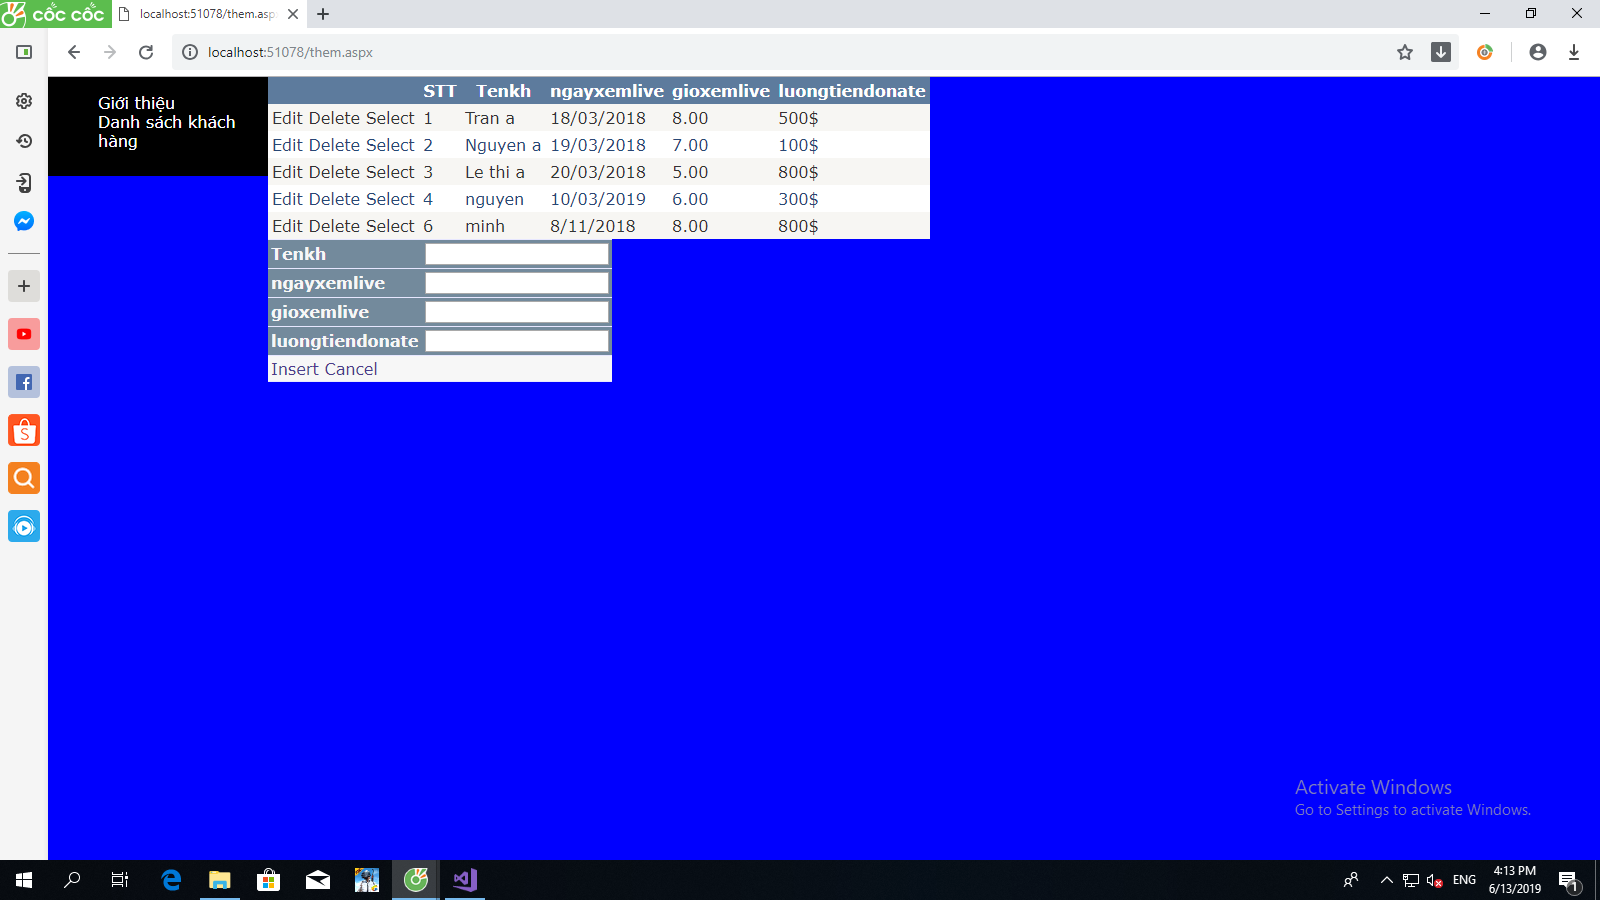 cốc cốc
localhost:51078/them.asp
localhost:51078/them.aspx
Giới thiệu
Danh sách khách
hàng
STT Tenkh ngayxemlive gioxemlive luongtiendonate
Edit Delete Select 1 Tran a 18/03/2018 8.00 500$
Edit Delete Select 2 Nguyen a 19/03/2018 7.00 100$
Edit Delete Select 3 Le thi a 20/03/2018 5.00 800$
Edit Delete Select 4 nguyen 10/03/2019 6.00 300$
Edit Delete Select 6 minh 8/11/2018 8.00 800$
Tenkh
ngayxemlive
gioxemlive
luongtiendonate
Insert Cancel
Activate Windows
Go to Settings to activate Windows.
ENG
4:13 PM
6/13/2019
1